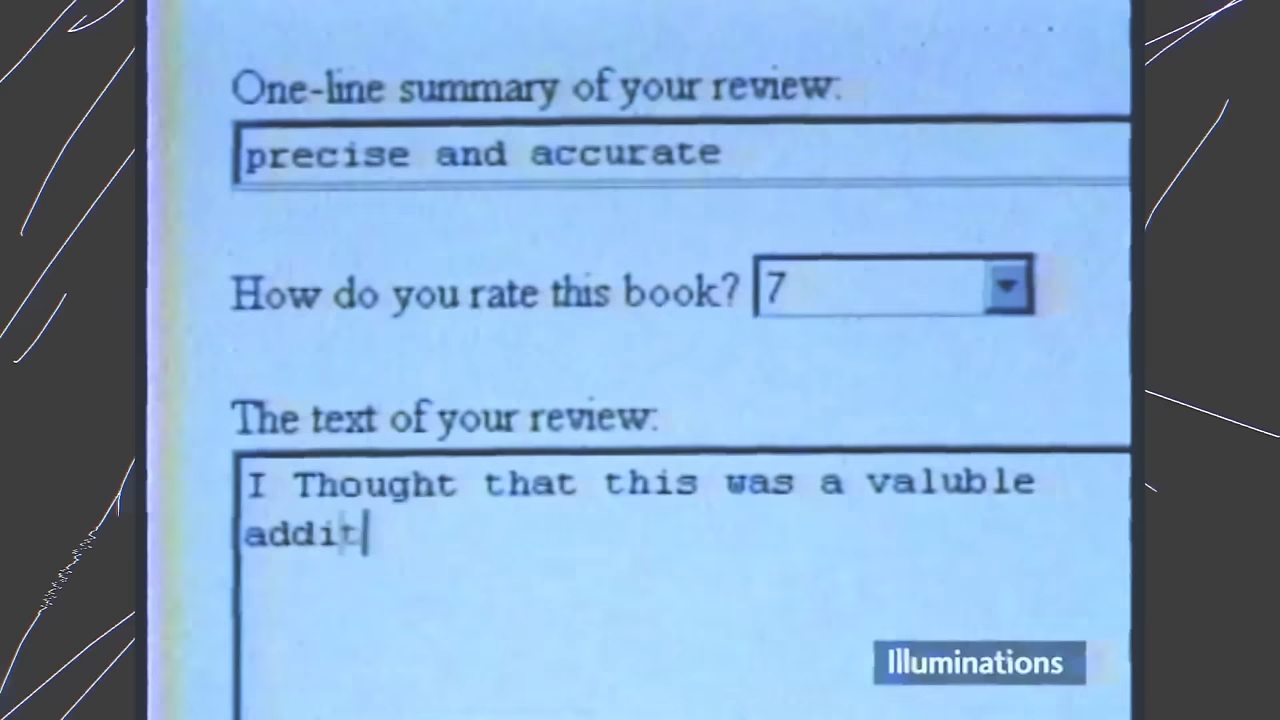 One-line summary of your review:
precise and accurate
How do you rate this book? 7
The text of your review:
I Thought that this was a valuble
addit
Illuminations